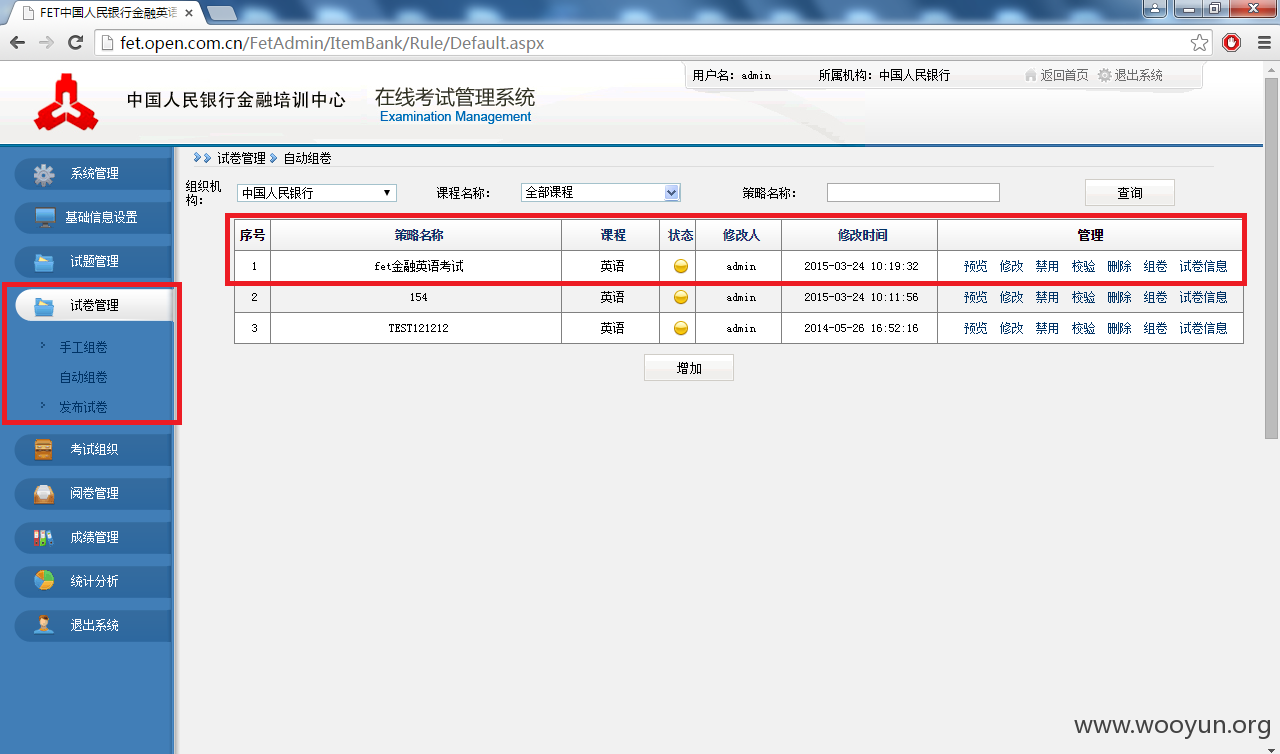 FET中国人民银行金融英语
fet.open.com.cn/FetAdmin/ItemBank/Rule/Default.aspx
中国人民银行金融培训中心
在线考试管理系统
Examination Management
用户名：admin 所属机构：中国人民银行 返回首页 退出系统
系统管理
基础信息设置
试题管理
试卷管理
手工组卷
自动组卷
发布试卷
考试组织
阅卷管理
成绩管理
统计分析
退出系统
试卷管理 自动组卷
组织机构： 中国人民银行 课程名称： 全部课程 策略名称： 查询
序号 策略名称 课程 状态 修改人 修改时间 管理
1 fet金融英语考试 英语 admin 2015-03-24 10:19:32 预览 修改 禁用 校验 删除 组卷 试卷信息
2 154 英语 admin 2015-03-24 10:11:56 预览 修改 禁用 校验 删除 组卷 试卷信息
3 TEST121212 英语 admin 2014-05-26 16:52:16 预览 修改 禁用 校验 删除 组卷 试卷信息
增加
www.wooyun.org